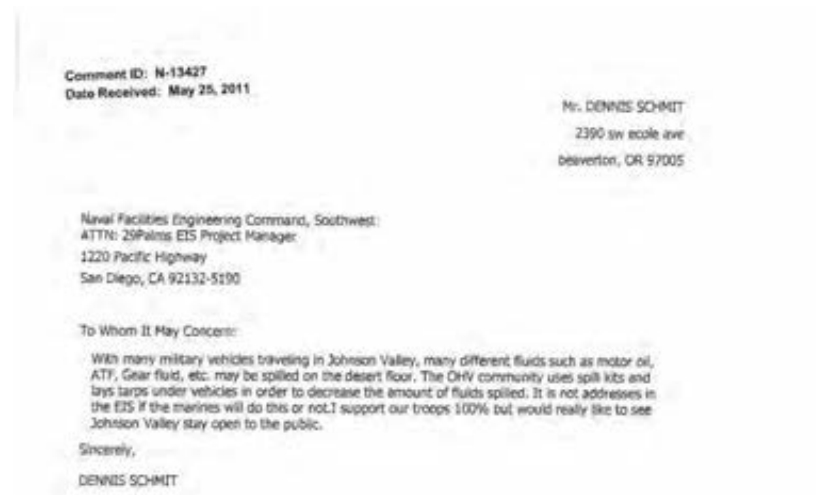 Comment ID: N-13427
Date Received: May 25, 2011
Mr. DENNIS SCHMIT
2390 sw ecole ave
beaverton, OR 97005
Naval Facilities Engineering Command, Southwest
ATTN: 29Palms EIS Project Manager
1220 Pacific Highway
San Diego, CA 92132-5190
To Whom It May Concern:
With many military vehicles traveling in Johnson Valley, many different fluids such as motor oil,
ATF, Gear fluid, etc. may be spilled on the desert floor. The OHV community uses spill kits and
lays tarps under vehicles in order to decrease the amount of fluids spilled. It is not addresses in
the EIS if the marines will do this or not.I support our troops 100% but would really like to see
Johnson Valley stay open to the public.
Sincerely,
DENNIS SCHMIT